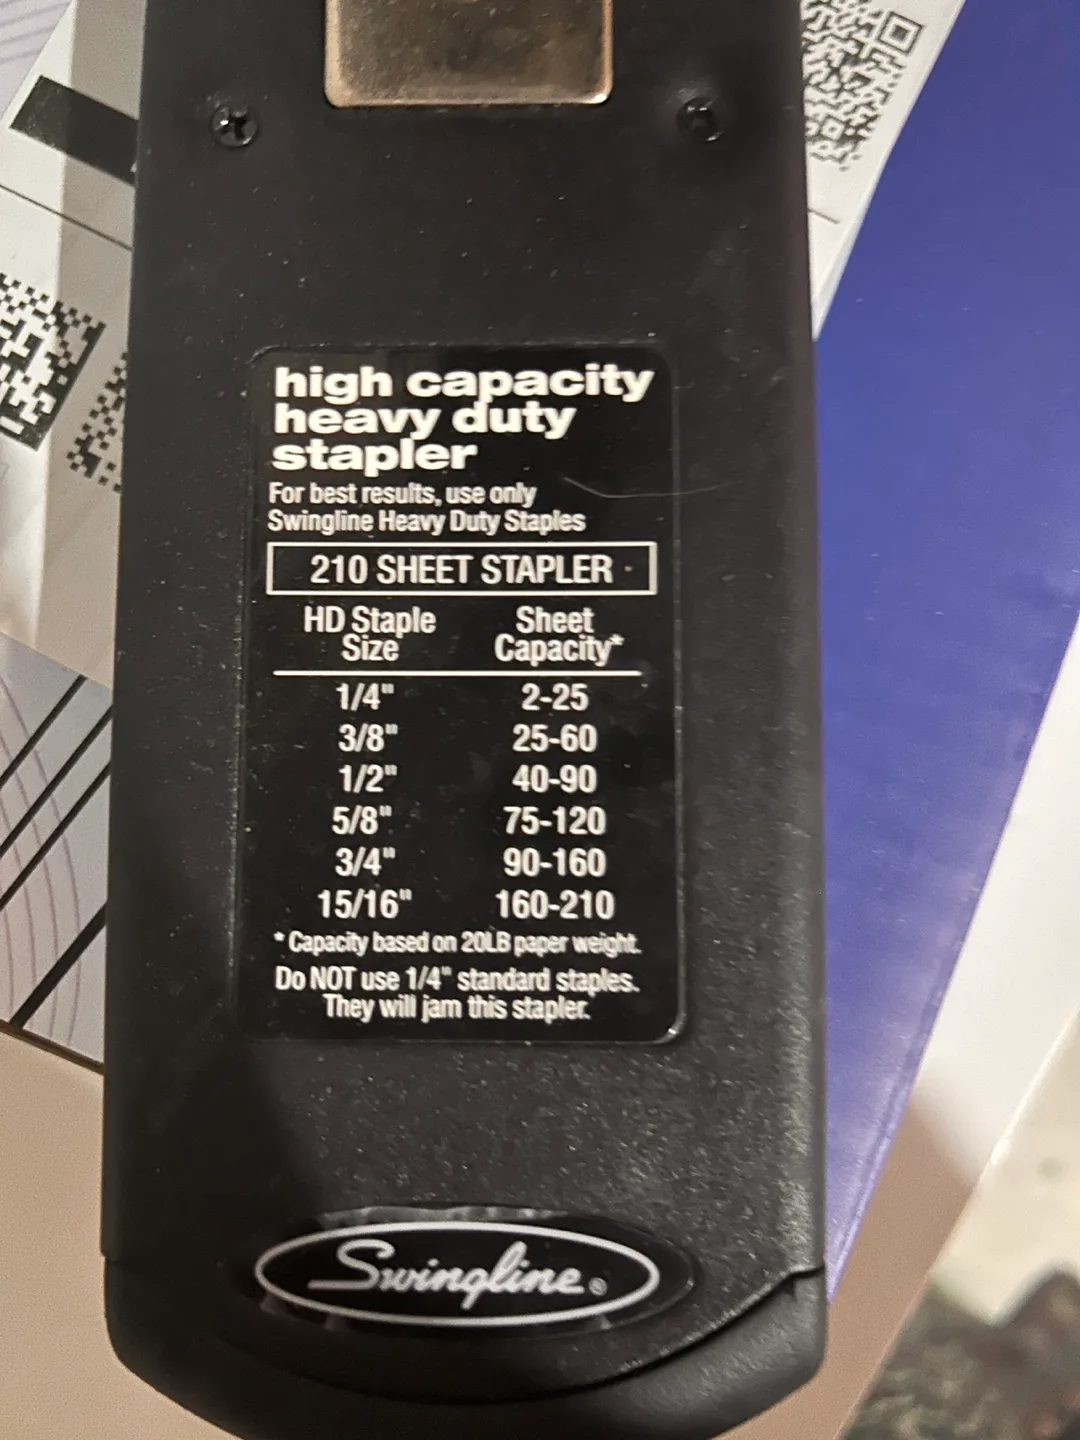 high capacity
heavy duty
stapler
For best results, use only
Swingline Heavy Duty Staples
210 SHEET STAPLER
HD Staple Size Sheet Capacity*
1/4" 2-25
3/8" 25-60
1/2" 40-90
5/8" 75-120
3/4" 90-160
15/16" 160-210
* Capacity based on 20LB paper weight.
Do NOT use 1/4" standard staples.
They will jam this stapler.
Swingline®